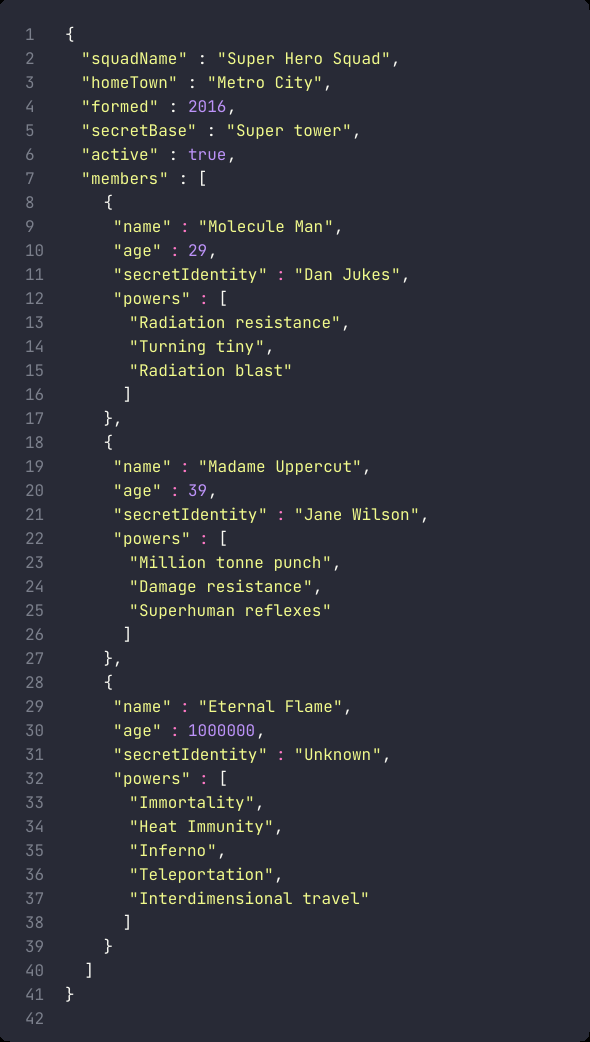 1 {
2 "squadName" : "Super Hero Squad",
3 "homeTown" : "Metro City",
4 "formed" : 2016,
5 "secretBase" : "Super tower",
6 "active" : true,
7 "members" : [
8 {
9 "name" : "Molecule Man",
10 "age" : 29,
11 "secretIdentity" : "Dan Jukes",
12 "powers" : [
13 "Radiation resistance",
14 "Turning tiny",
15 "Radiation blast"
16 ]
17 },
18 {
19 "name" : "Madame Uppercut",
20 "age" : 39,
21 "secretIdentity" : "Jane Wilson",
22 "powers" : [
23 "Million tonne punch",
24 "Damage resistance",
25 "Superhuman reflexes"
26 ]
27 },
28 {
29 "name" : "Eternal Flame",
30 "age" : 1000000,
31 "secretIdentity" : "Unknown",
32 "powers" : [
33 "Immortality",
34 "Heat Immunity",
35 "Inferno",
36 "Teleportation",
37 "Interdimensional travel"
38 ]
39 }
40 ]
41 }
42